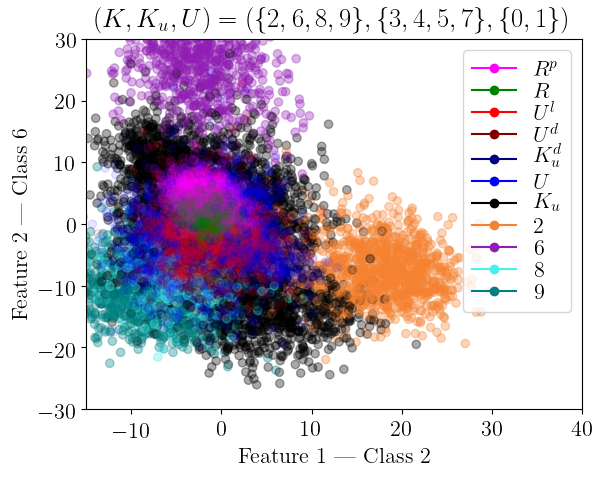 (K, K_u, U) = ({2, 6, 8, 9}, {3, 4, 5, 7}, {0, 1})
30
20
10
0
−10
−20
−30
Feature 2 — Class 6
R^p
R
U^l
U^d
K_u^d
U
K_u
2
6
8
9
−10
0
10
20
30
40
Feature 1 — Class 2